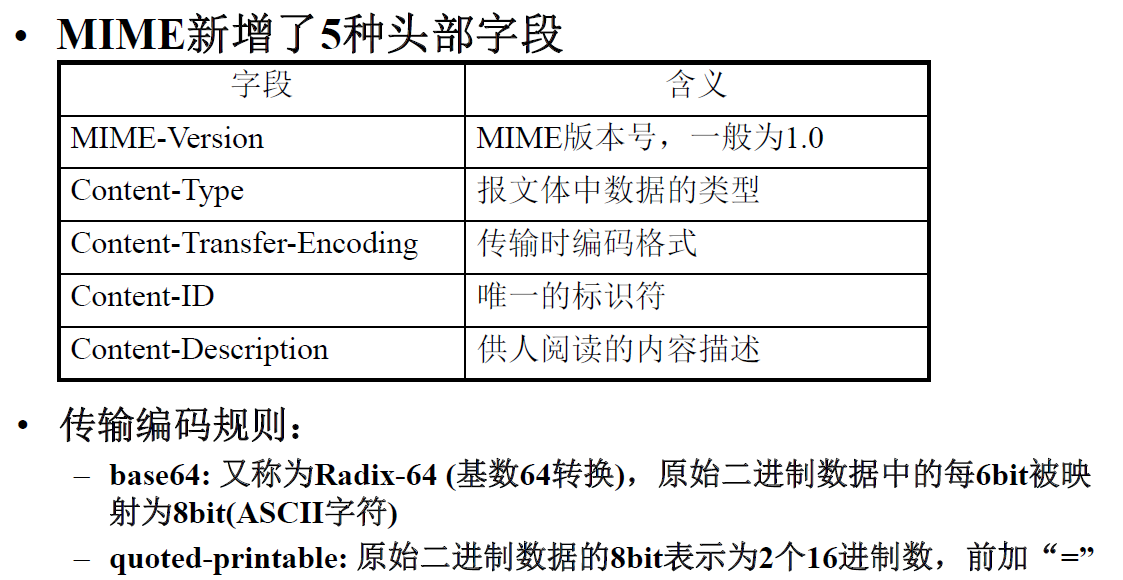 • MIME新增了5种头部字段
字段 含义
MIME-Version MIME版本号，一般为1.0
Content-Type 报文体中数据的类型
Content-Transfer-Encoding 传输时编码格式
Content-ID 唯一的标识符
Content-Description 供人阅读的内容描述
• 传输编码规则：
– base64: 又称为Radix-64 (基数64转换)，原始二进制数据中的每6bit被映
射为8bit(ASCII字符)
– quoted-printable: 原始二进制数据的8bit表示为2个16进制数，前加“=”